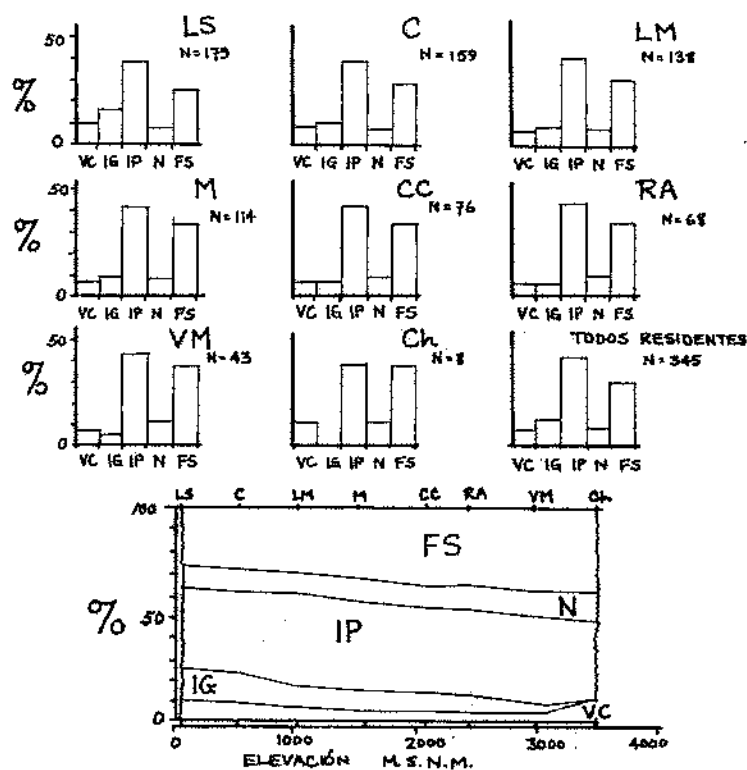 LS C LM
50 N=173 N=159 N=138
%
0
VC IG IP N FS VC IG IP N FS VC IG IP N FS
M CC RA
50 N=114 N=76 N=68
%
0
VC IG IP N FS VC IG IP N FS VC IG IP N FS
VM Ch TODOS RESIDENTES
50 N=43 N=8 N=345
%
0
VC IG IP N FS VC IG IP N FS VC IG IP N FS
LS C LM M CC RA VM Ch.
100
FS
N
% 50 IP
IG
VC
0
0 1000 2000 3000 4000
ELEVACIÓN M.S.N.M.